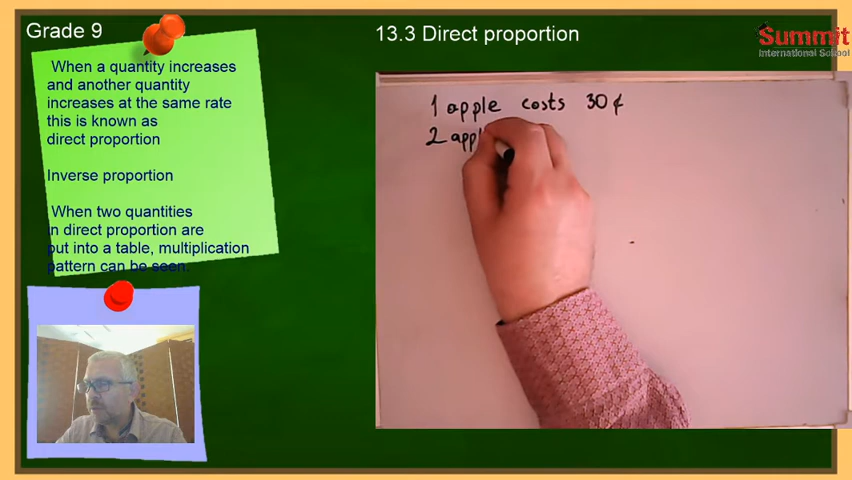 Grade 9
When a quantity increases
and another quantity
increases at the same rate
this is known as
direct proportion
Inverse proportion
When two quantities
in direct proportion are
put into a table, multiplication
pattern can be seen.
13.3 Direct proportion
Summit
International School
1 apple costs 30 ¢
2 appl